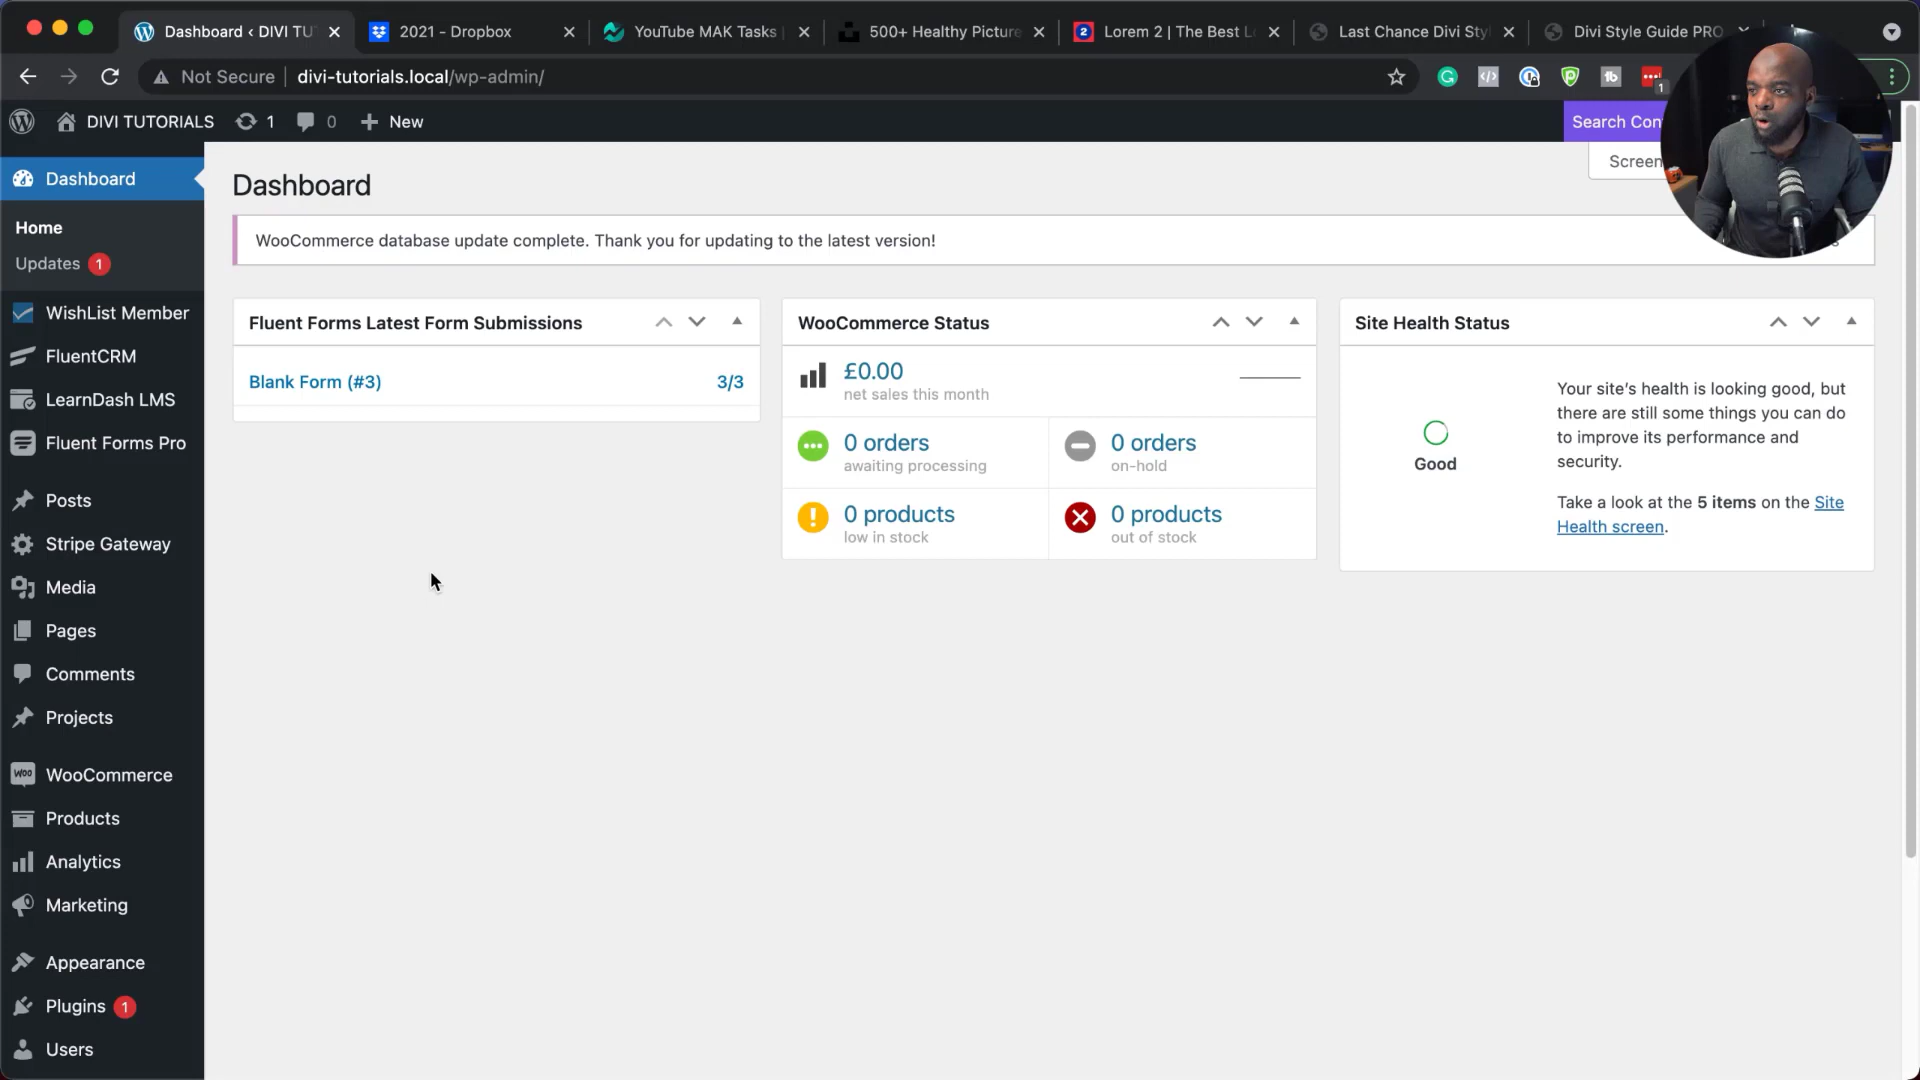 Dashboard ‹ DIVI TU
2021 - Dropbox
YouTube MAK Tasks
500+ Healthy Picture
2
Lorem 2 | The Best L
Last Chance Divi Sty
Divi Style Guide PRO
Not Secure
divi-tutorials.local/wp-admin/
1
DIVI TUTORIALS
1
0
New
Search Con
Dashboard
Home
Updates 1
WishList Member
FluentCRM
LearnDash LMS
Fluent Forms Pro
Posts
Stripe Gateway
Media
Pages
Comments
Projects
WooCommerce
Products
Analytics
Marketing
Appearance
Plugins 1
Users
Screen
Dashboard
WooCommerce database update complete. Thank you for updating to the latest version!
Fluent Forms Latest Form Submissions
Blank Form (#3) 3/3
WooCommerce Status
£0.00
net sales this month
0 orders
awaiting processing
0 orders
on-hold
0 products
low in stock
0 products
out of stock
Site Health Status
Good
Your site's health is looking good, but
there are still some things you can do
to improve its performance and
security.
Take a look at the 5 items on the Site
Health screen.